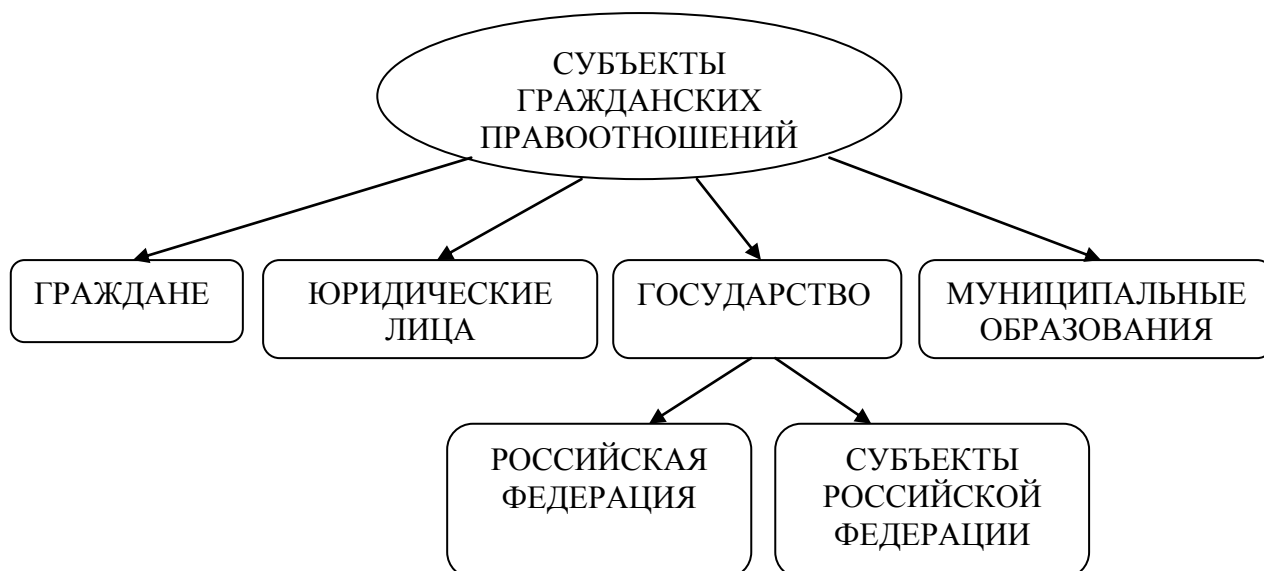 СУБЪЕКТЫ
ГРАЖДАНСКИХ
ПРАВООТНОШЕНИЙ
ГРАЖДАНЕ
ЮРИДИЧЕСКИЕ
ЛИЦА
ГОСУДАРСТВО
МУНИЦИПАЛЬНЫЕ
ОБРАЗОВАНИЯ
РОССИЙСКАЯ
ФЕДЕРАЦИЯ
СУБЪЕКТЫ
РОССИЙСКОЙ
ФЕДЕРАЦИИ